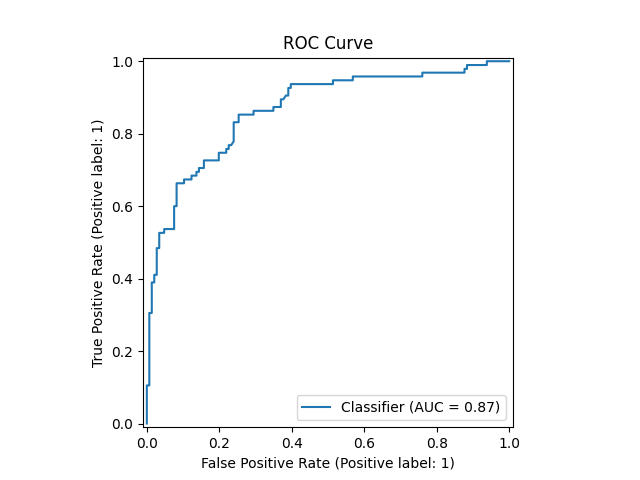 ROC Curve
1.0
0.8
0.6
0.4
0.2
0.0
True Positive Rate (Positive label: 1)
Classifier (AUC = 0.87)
0.0 0.2 0.4 0.6 0.8 1.0
False Positive Rate (Positive label: 1)